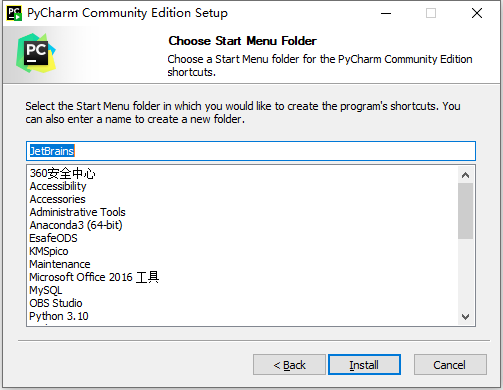 PyCharm Community Edition Setup
PC
Choose Start Menu Folder
Choose a Start Menu folder for the PyCharm Community Edition
shortcuts.
Select the Start Menu folder in which you would like to create the program's shortcuts. You
can also enter a name to create a new folder.
JetBrains
360安全中心
Accessibility
Accessories
Administrative Tools
Anaconda3 (64-bit)
EsafeODS
KMSpico
Maintenance
Microsoft Office 2016 工具
MySQL
OBS Studio
Python 3.10
< Back
Install
Cancel